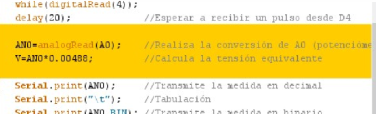 while(digitalRead(4));
delay(20); //Esperar a recibir un pulso desde D4
AN0=analogRead(A0); //Realiza la conversión de A0 (potencióme
V=AN0*0.00488; //Calcula la tensión equivalente
Serial.print(AN0); //Transmite la medida en decimal
Serial.print("\t"); //Tabulación
Serial.print(AN0,BIN); //Transmite la medida en binario